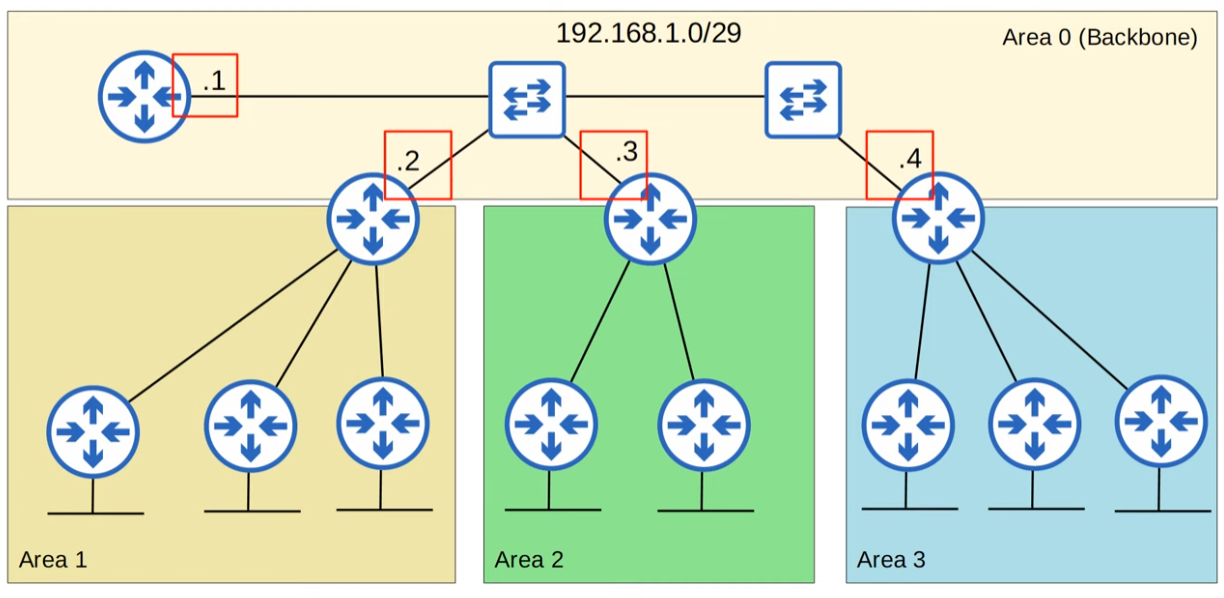 192.168.1.0/29
Area 0 (Backbone)
.1
.2
.3
.4
Area 1
Area 2
Area 3